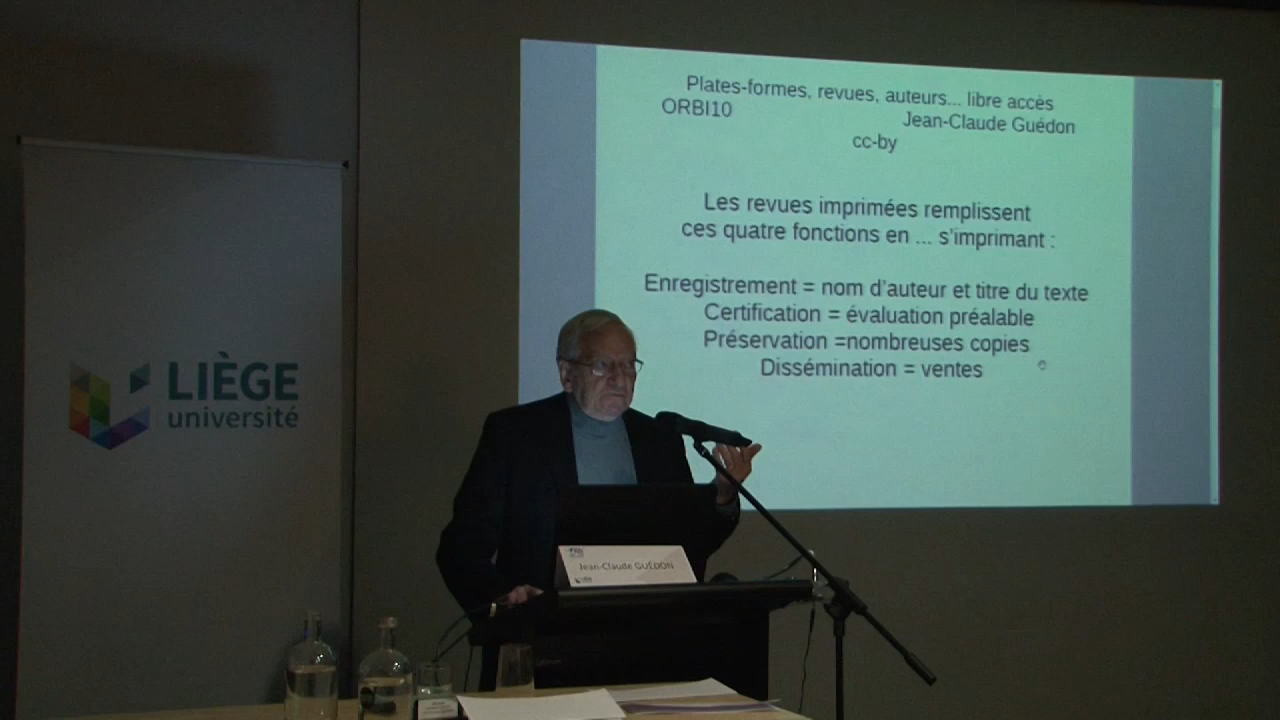 Plates-formes, revues, auteurs... libre accès
ORBI10 Jean-Claude Guédon
cc-by
Les revues imprimées remplissent
ces quatre fonctions en ... s'imprimant :
Enregistrement = nom d'auteur et titre du texte
Certification = évaluation préalable
Préservation =nombreuses copies
Dissémination = ventes
LIÈGE
université
Jean-Claude GUÉDON